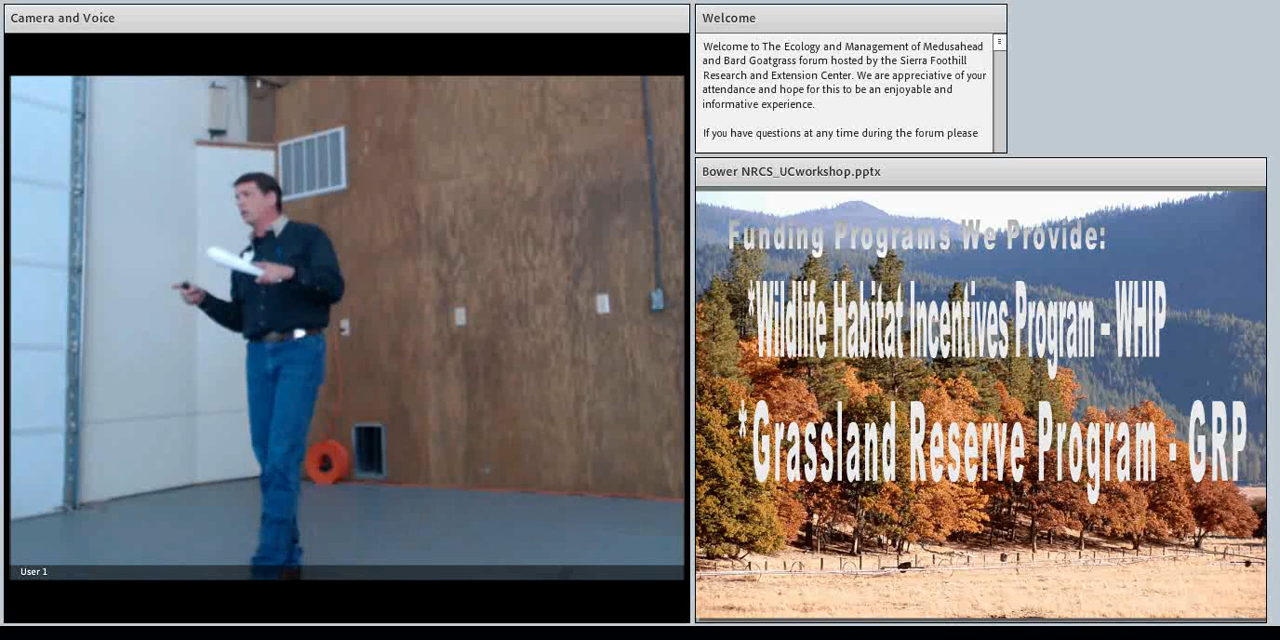 Camera and Voice
User 1
Welcome
Welcome to The Ecology and Management of Medusahead
and Bard Goatgrass forum hosted by the Sierra Foothill
Research and Extension Center. We are appreciative of your
attendance and hope for this to be an enjoyable and
informative experience.
If you have questions at any time during the forum please
Bower NRCS_UCworkshop.pptx
Funding Programs We Provide:
*Wildlife Habitat Incentives Program - WHIP
*Grassland Reserve Program - GRP